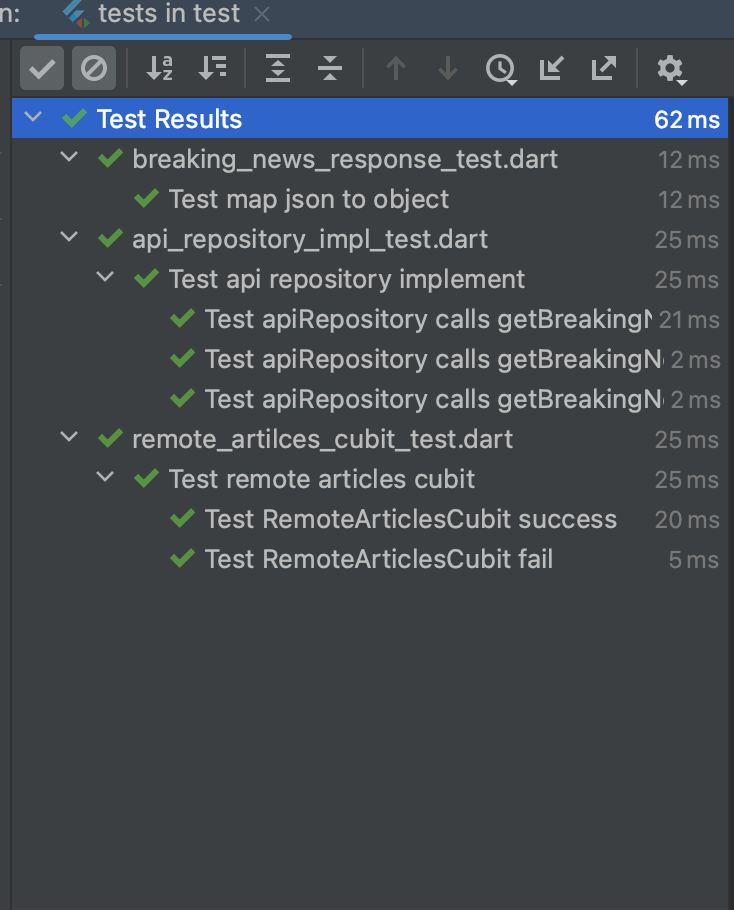 n: tests in test
Test Results 62 ms
breaking_news_response_test.dart 12 ms
Test map json to object 12 ms
api_repository_impl_test.dart 25 ms
Test api repository implement 25 ms
Test apiRepository calls getBreakingN 21 ms
Test apiRepository calls getBreakingN 2 ms
Test apiRepository calls getBreakingN 2 ms
remote_artilces_cubit_test.dart 25 ms
Test remote articles cubit 25 ms
Test RemoteArticlesCubit success 20 ms
Test RemoteArticlesCubit fail 5 ms